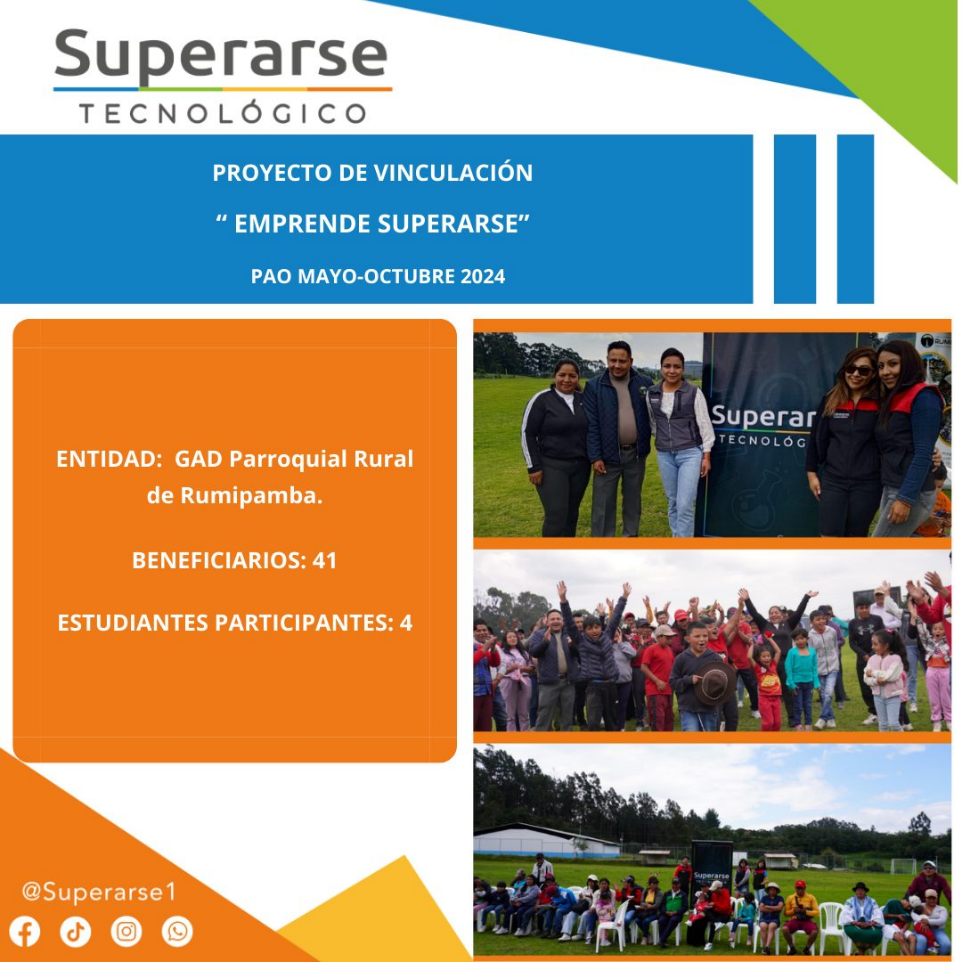 Superarse
TECNOLÓGICO
PROYECTO DE VINCULACIÓN
“ EMPRENDE SUPERARSE”
PAO MAYO-OCTUBRE 2024
ENTIDAD: GAD Parroquial Rural
de Rumipamba.
BENEFICIARIOS: 41
ESTUDIANTES PARTICIPANTES: 4
Superar
TECNOLÓG
Superarse
@Superarse1